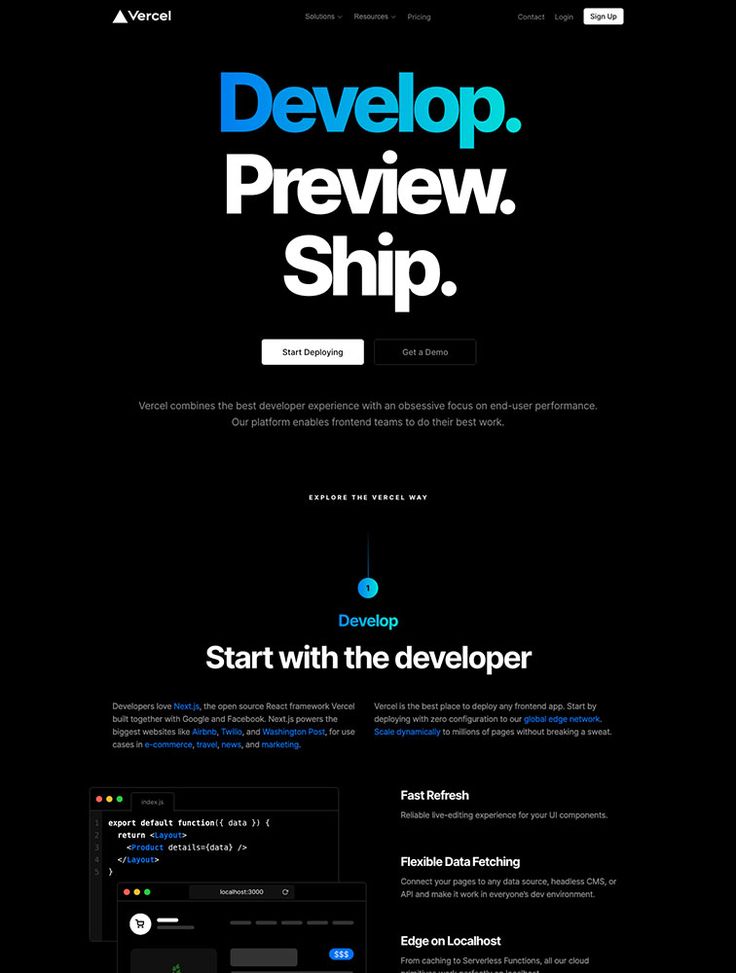 Vercel
Solutions
Resources
Pricing
Contact
Login
Sign Up
Develop.
Preview.
Ship.
Start Deploying
Get a Demo
Vercel combines the best developer experience with an obsessive focus on end-user performance.
Our platform enables frontend teams to do their best work.
EXPLORE THE VERCEL WAY
1
Develop
Start with the developer
Developers love Next.js, the open source React framework Vercel
built together with Google and Facebook. Next.js powers the
biggest websites like Airbnb, Twilio, and Washington Post, for use
cases in e-commerce, travel, news, and marketing.
Vercel is the best place to deploy any frontend app. Start by
deploying with zero configuration to our global edge network.
Scale dynamically to millions of pages without breaking a sweat.
index.js
1 export default function({ data }) {
2 return <Layout>
3 <Product details={data} />
4 </Layout>
5 }
localhost:3000
$$$
Fast Refresh
Reliable live-editing experience for your UI components.
Flexible Data Fetching
Connect your pages to any data source, headless CMS, or
API and make it work in everyone's dev environment.
Edge on Localhost
From caching to Serverless Functions, all our cloud
primitives work perfectly on localhost.